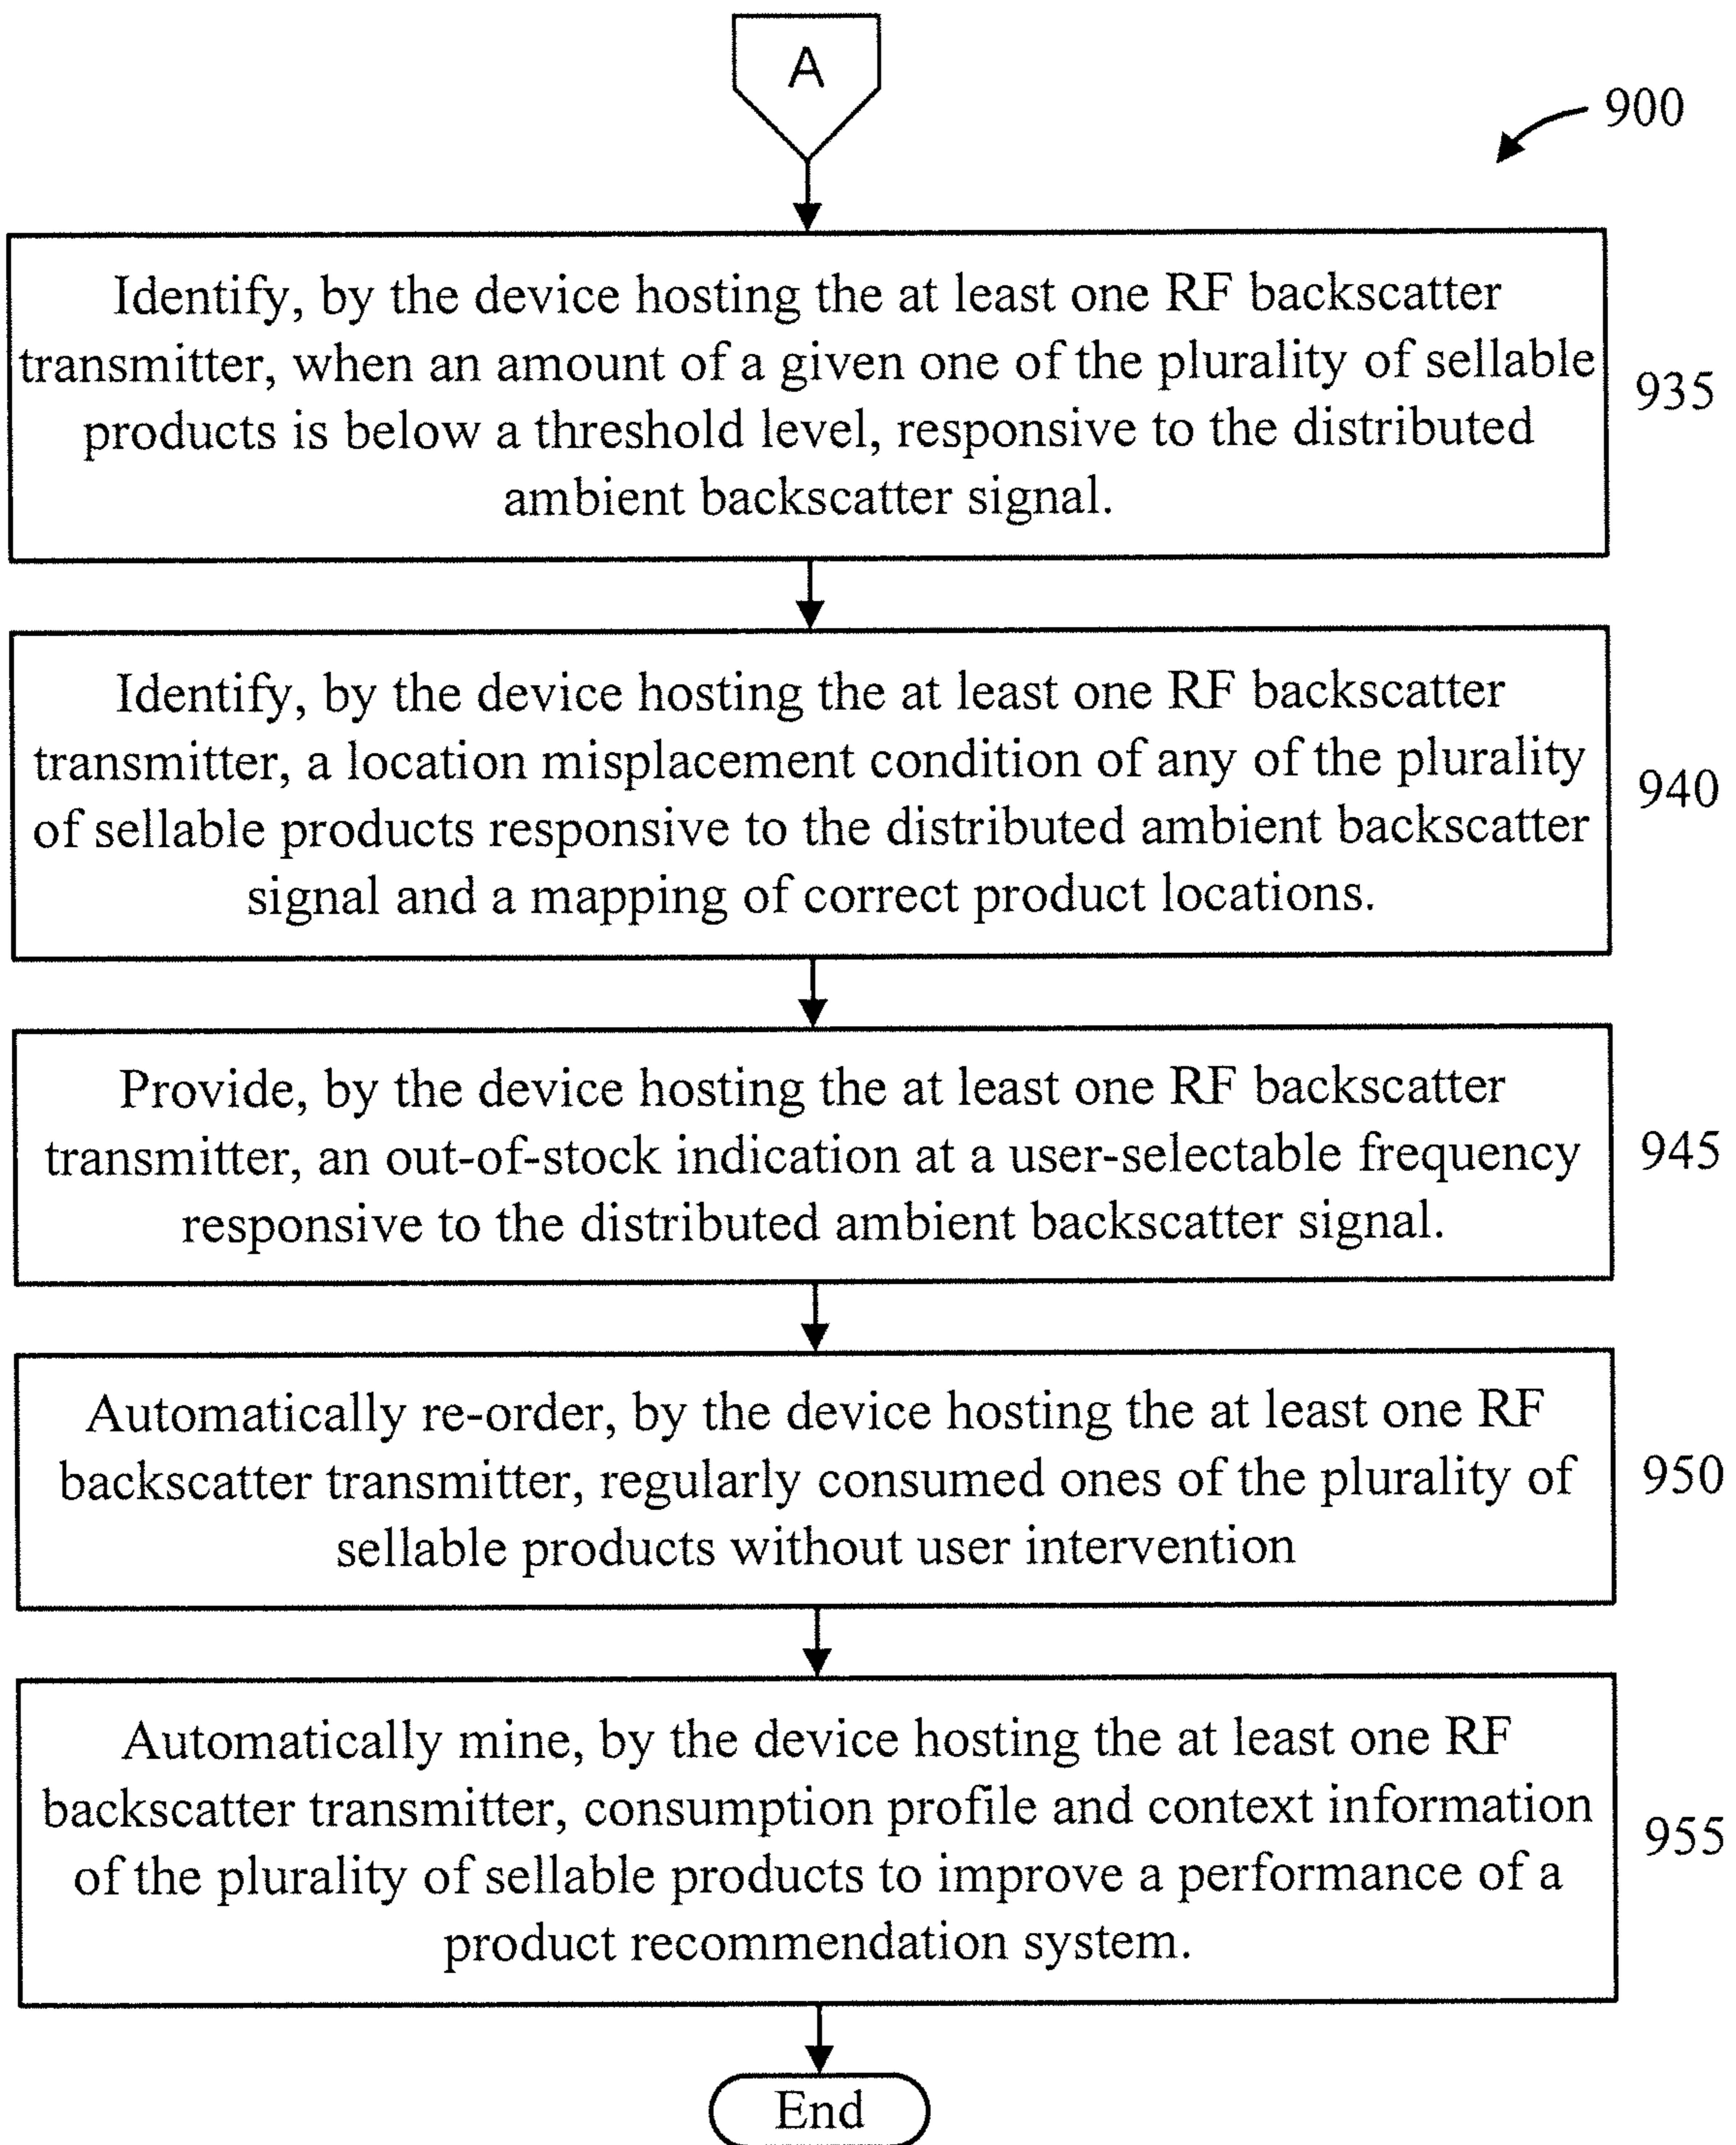 A
900
Identify, by the device hosting the at least one RF backscatter
transmitter, when an amount of a given one of the plurality of sellable
products is below a threshold level, responsive to the distributed
ambient backscatter signal.
935
Identify, by the device hosting the at least one RF backscatter
transmitter, a location misplacement condition of any of the plurality
of sellable products responsive to the distributed ambient backscatter
signal and a mapping of correct product locations.
940
Provide, by the device hosting the at least one RF backscatter
transmitter, an out-of-stock indication at a user-selectable frequency
responsive to the distributed ambient backscatter signal.
945
Automatically re-order, by the device hosting the at least one RF
backscatter transmitter, regularly consumed ones of the plurality of
sellable products without user intervention
950
Automatically mine, by the device hosting the at least one RF
backscatter transmitter, consumption profile and context information
of the plurality of sellable products to improve a performance of a
product recommendation system.
955
End